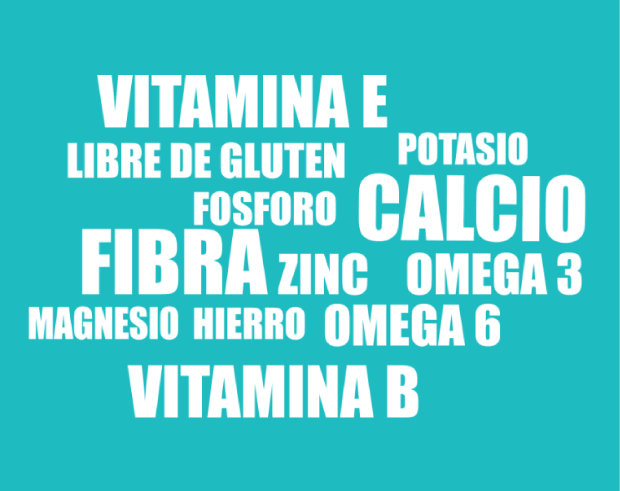 VITAMINA E
LIBRE DE GLUTEN
POTASIO
FOSFORO
CALCIO
FIBRA
ZINC
OMEGA 3
MAGNESIO
HIERRO
OMEGA 6
VITAMINA B